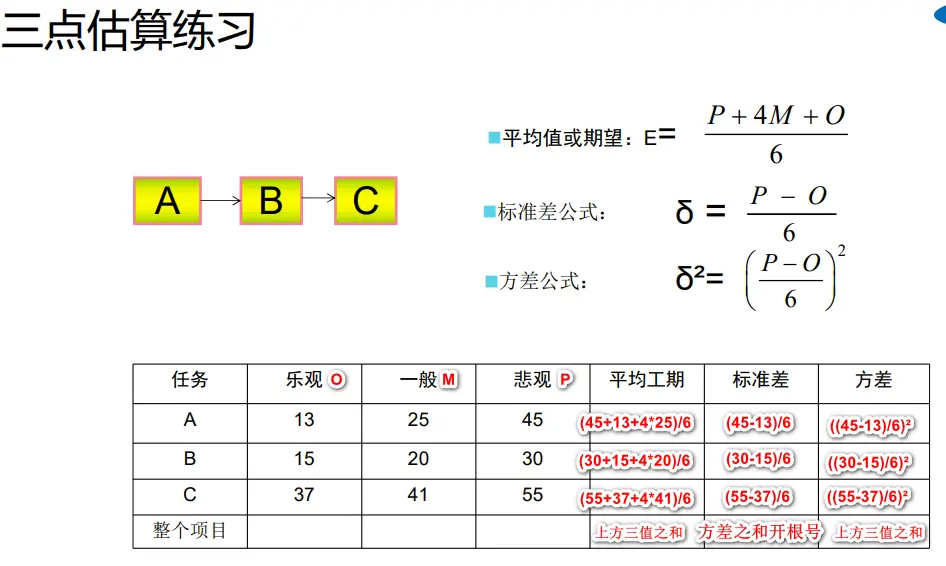 三点估算练习
平均值或期望：E= P + 4M + O
6
A B C
标准差公式： δ = P － O
6
方差公式： δ²= (P－O
6)2
任务 乐观 O 一般 M 悲观 P 平均工期 标准差 方差
A 13 25 45 (45+13+4*25)/6 (45-13)/6 ((45-13)/6)²
B 15 20 30 (30+15+4*20)/6 (30-15)/6 ((30-15)/6)²
C 37 41 55 (55+37+4*41)/6 (55-37)/6 ((55-37)/6)²
整个项目 上方三值之和 方差之和开根号 上方三值之和